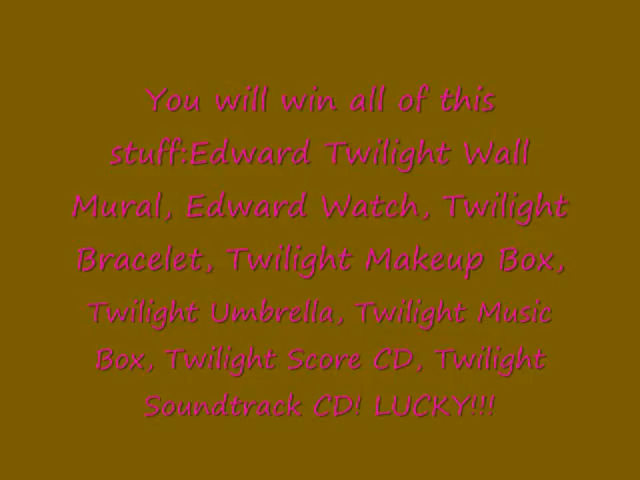 You will win all of this
stuff:Edward Twilight Wall
Mural, Edward Watch, Twilight
Bracelet, Twilight Makeup Box,
Twilight Umbrella, Twilight Music
Box, Twilight Score CD, Twilight
Soundtrack CD! LUCKY!!!